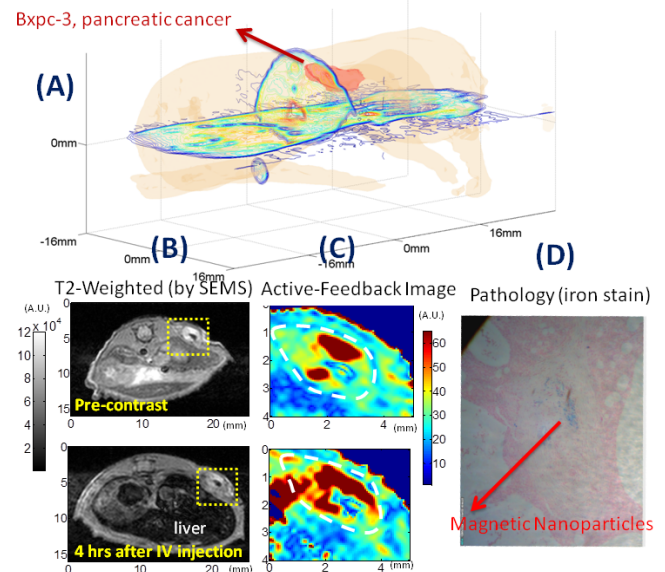 Bxpc-3, pancreatic cancer
(A)
0mm
-16mm
0mm
16mm
-16mm
0mm
16mm
(B)
(C)
(D)
T2-Weighted (by SEMS)
Active-Feedback Image
Pathology (iron stain)
(A.U.)
x 10⁴
12
10
8
6
4
2
0
5
10
15
Pre-contrast
0
10
20
(mm)
0
1
2
3
4
0
2
4
(mm)
(A.U.)
60
50
40
30
20
10
0
5
10
15
liver
4 hrs after IV injection
0
10
20
(mm)
0
1
2
3
4
0
2
4
(mm)
Magnetic Nanoparticles